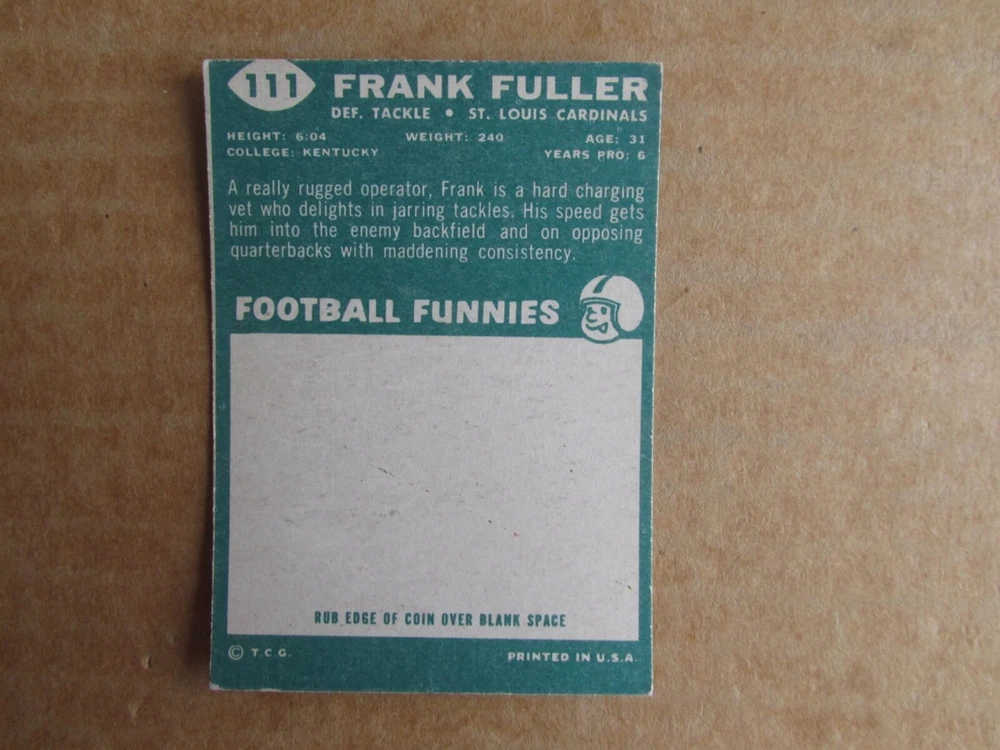 111 FRANK FULLER
DEF. TACKLE • ST. LOUIS CARDINALS
HEIGHT: 6:04 WEIGHT: 240 AGE: 31
COLLEGE: KENTUCKY YEARS PRO: 6
A really rugged operator, Frank is a hard charging
vet who delights in jarring tackles. His speed gets
him into the enemy backfield and on opposing
quarterbacks with maddening consistency.
FOOTBALL FUNNIES
RUB EDGE OF COIN OVER BLANK SPACE
© T.C.G. PRINTED IN U.S.A.